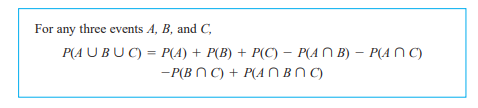 For any three events A, B, and C,
P(A ∪ B ∪ C) = P(A) + P(B) + P(C) − P(A ∩ B) − P(A ∩ C)
−P(B ∩ C) + P(A ∩ B ∩ C)